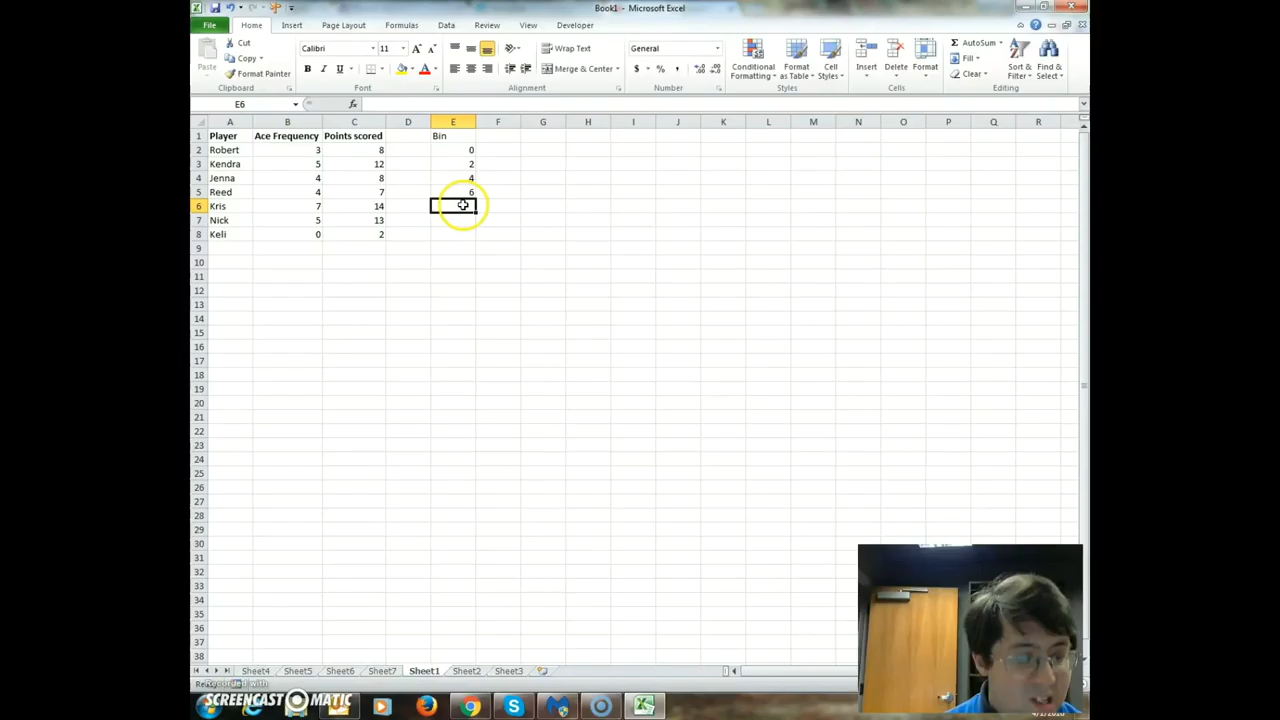 Book1 - Microsoft Excel
File Home Insert Page Layout Formulas Data Review View Developer
Paste
Cut
Copy
Format Painter
Clipboard
Calibri 11
B I U
Font
Wrap Text
Merge & Center
Alignment
General
$ % ,
Number
Conditional Formatting
Format as Table
Cell Styles
Styles
Insert Delete Format
Cells
AutoSum
Fill
Clear
Sort & Filter
Find & Select
Editing
E6 fx
A B C D E F G H I J K L M N O P Q R
1 Player Ace Frequency Points scored Bin
2 Robert 3 8 0
3 Kendra 5 12 2
4 Jenna 4 8 4
5 Reed 4 7 6
6 Kris 7 14
7 Nick 5 13
8 Keli 0 2
9
10
11
12
13
14
15
16
17
18
19
20
21
22
23
24
25
26
27
28
29
30
31
32
33
34
35
36
37
38
Sheet4 Sheet5 Sheet6 Sheet7 Sheet1 Sheet2 Sheet3
Recorded with
SCREENCAST MATIC